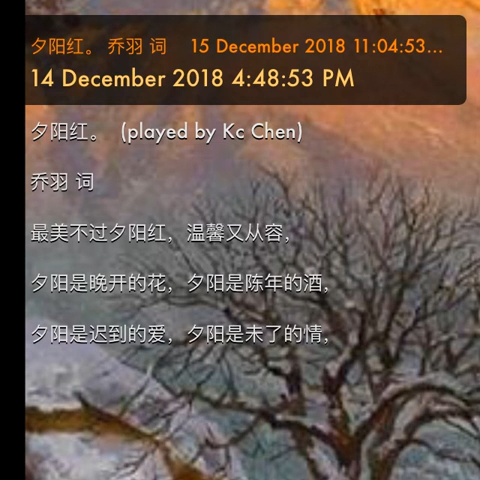 夕阳红。 乔羽 词 15 December 2018 11:04:53...
14 December 2018 4:48:53 PM
夕阳红。 (played by Kc Chen)
乔羽 词
最美不过夕阳红，温馨又从容，
夕阳是晚开的花，夕阳是陈年的酒，
夕阳是迟到的爱，夕阳是未了的情，